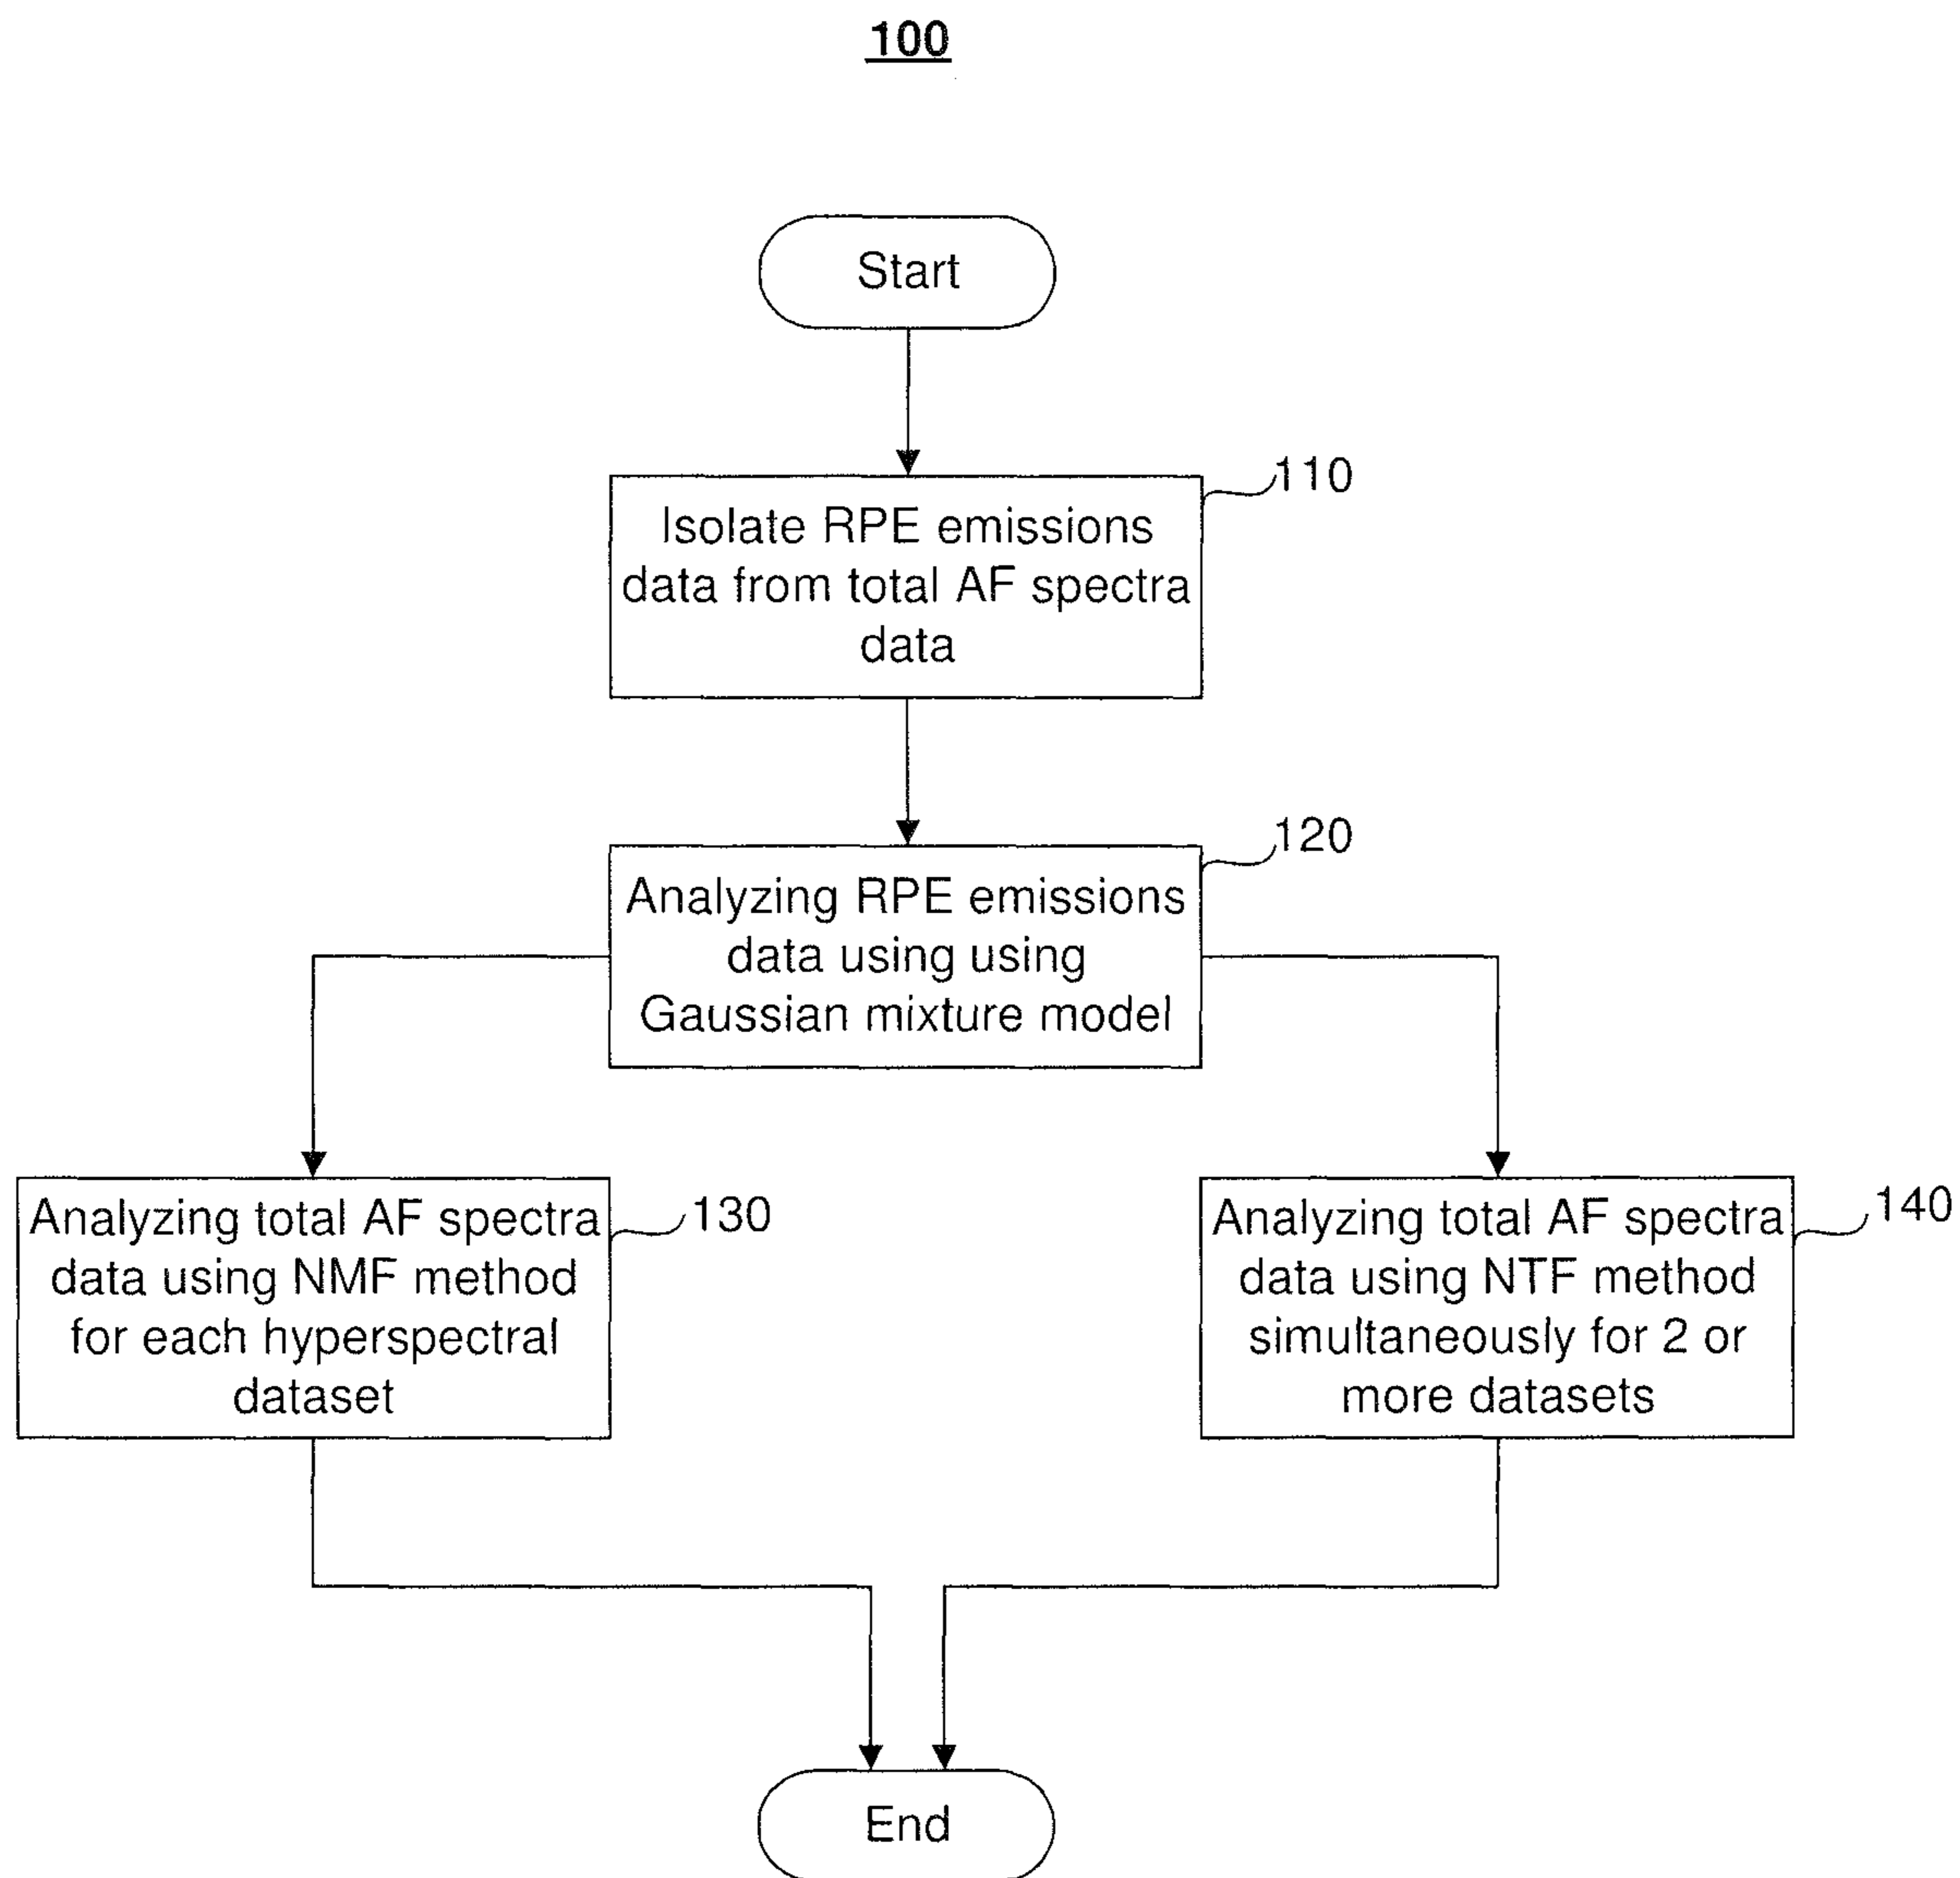 100
Start
110
Isolate RPE emissions
data from total AF spectra
data
120
Analyzing RPE emissions
data using using
Gaussian mixture model
130
Analyzing total AF spectra
data using NMF method
for each hyperspectral
dataset
140
Analyzing total AF spectra
data using NTF method
simultaneously for 2 or
more datasets
End